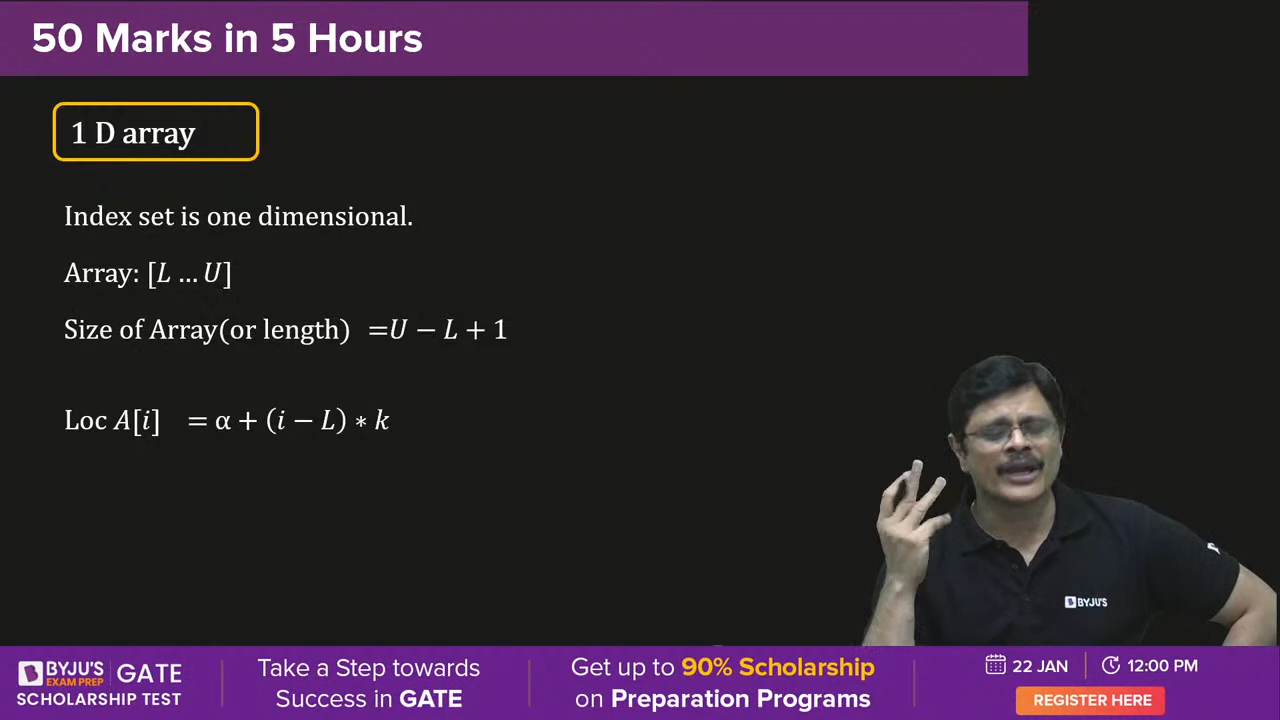 50 Marks in 5 Hours
1 D array
Index set is one dimensional.
Array: [L … U]
Size of Array(or length) =U − L + 1
Loc A[i] = α + (i − L) ∗ k
BYJU'S
BYJU'S EXAM PREP GATE
SCHOLARSHIP TEST
Take a Step towards
Success in GATE
Get up to 90% Scholarship
on Preparation Programs
22 JAN 12:00 PM
REGISTER HERE